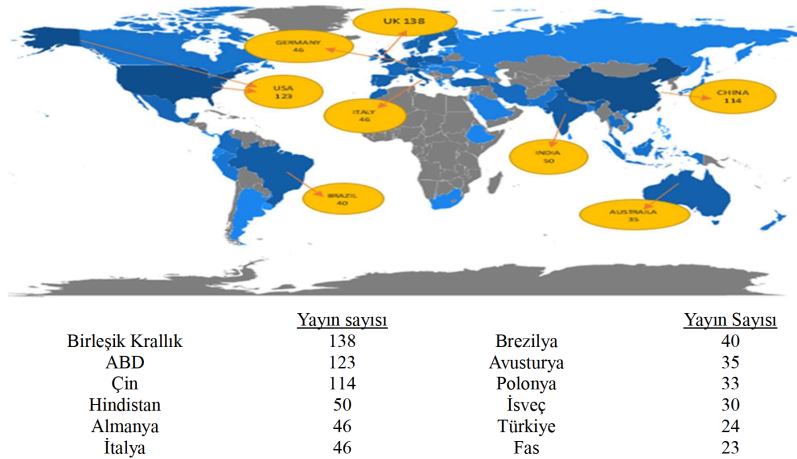 UK 138
GERMANY
46
USA
123
ITALY
46
CHINA
114
INDIA
50
BRAZIL
40
AUSTRAILA
35
Yayın sayısı Yayın Sayısı
Birleşik Krallık 138 Brezilya 40
ABD 123 Avusturya 35
Çin 114 Polonya 33
Hindistan 50 İsveç 30
Almanya 46 Türkiye 24
İtalya 46 Fas 23